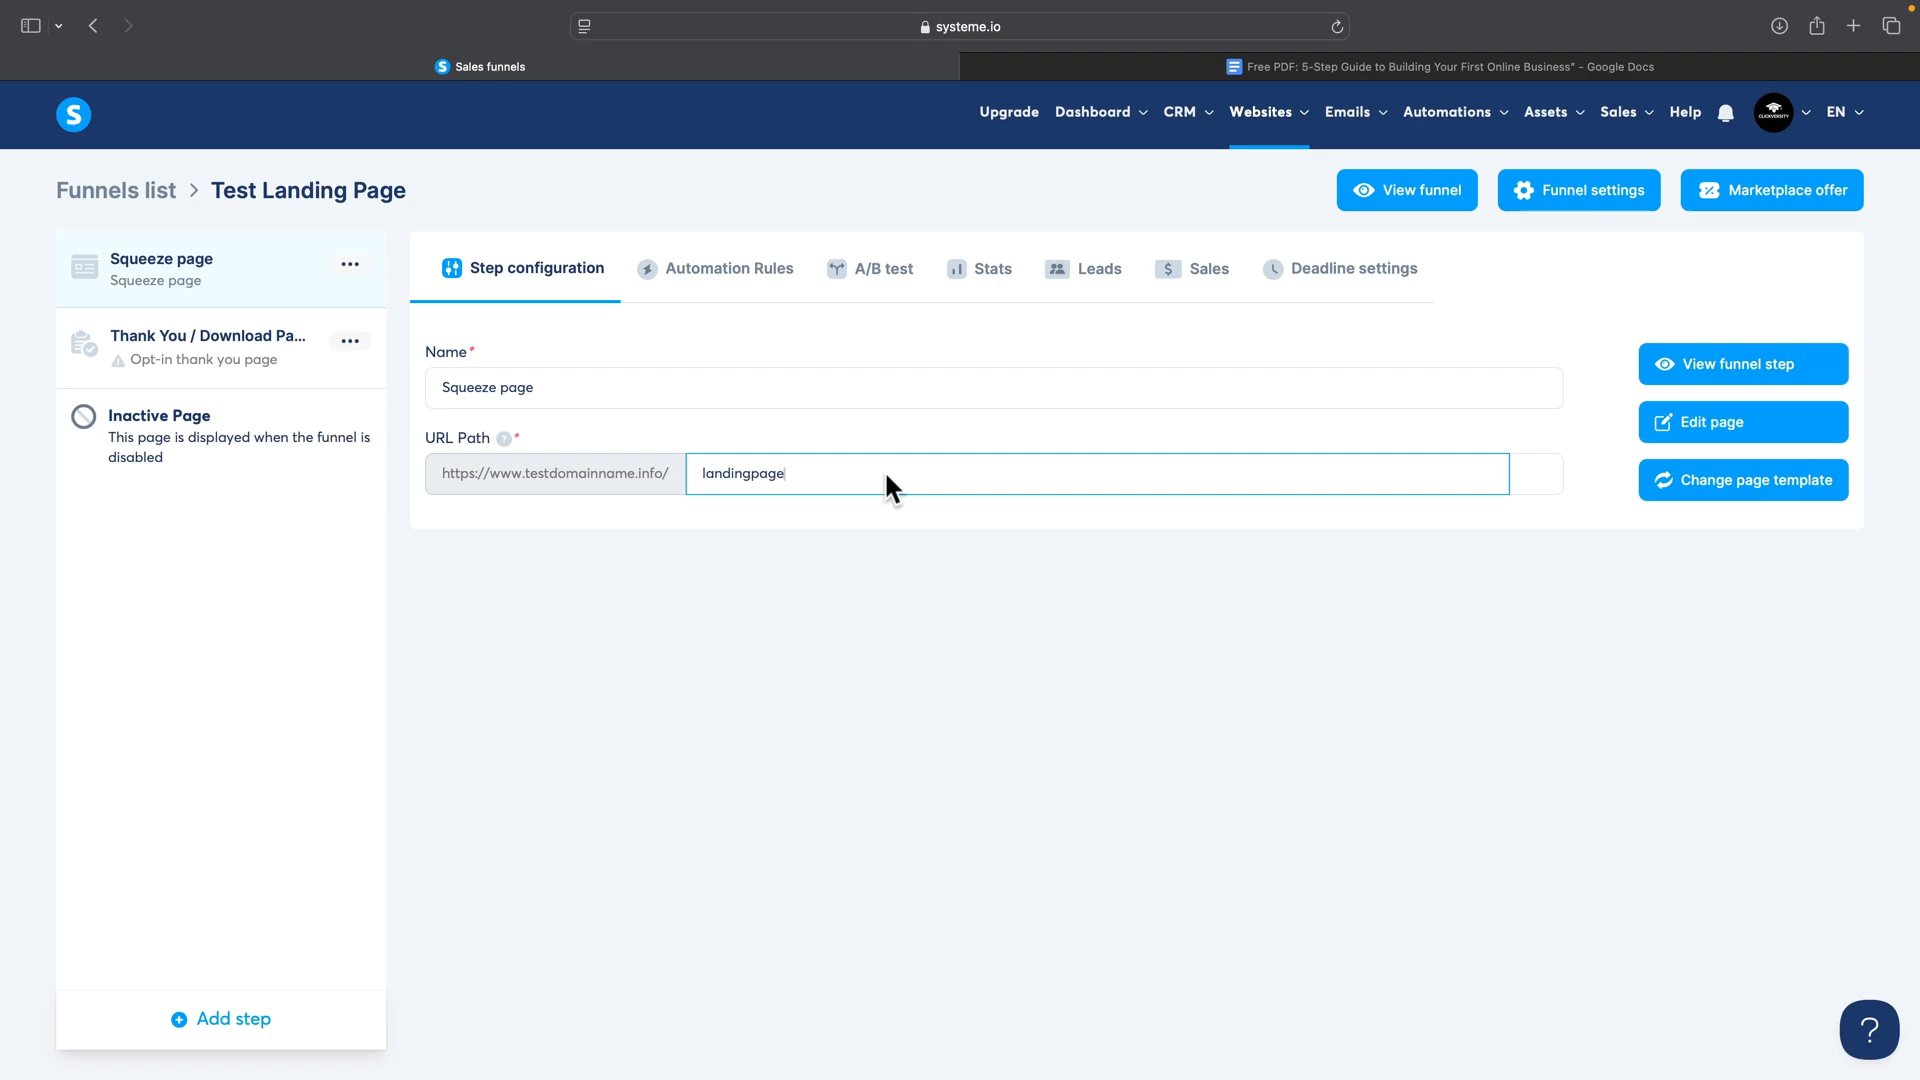 systeme.io
S Sales funnels
Free PDF: 5-Step Guide to Building Your First Online Business" - Google Docs
S
Upgrade Dashboard CRM Websites Emails Automations Assets Sales Help CLICKVERSITY EN
Funnels list > Test Landing Page
View funnel
Funnel settings
Marketplace offer
Squeeze page
Squeeze page
Thank You / Download Pa...
Opt-in thank you page
Inactive Page
This page is displayed when the funnel is
disabled
Add step
Step configuration
Automation Rules
A/B test
Stats
Leads
$ Sales
Deadline settings
Name*
Squeeze page
URL Path ? *
https://www.testdomainname.info/ landingpage
View funnel step
Edit page
Change page template
?